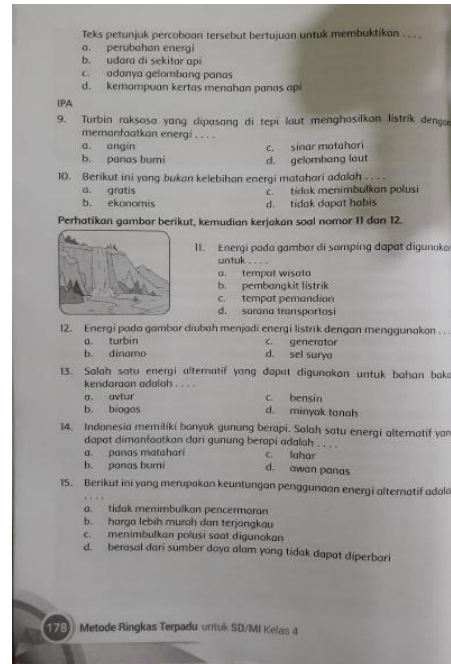 Teks petunjuk percobaan tersebut bertujuan untuk membuktikan . . . .
a. perubahan energi
b. udara di sekitar api
c. adanya gelombang panas
d. kemampuan kertas menahan panas api
IPA
9. Turbin raksasa yang dipasang di tepi laut menghasilkan listrik dengan
memanfaatkan energi . . . .
a. angin c. sinar matahari
b. panas bumi d. gelombang laut
10. Berikut ini yang bukan kelebihan energi matahari adalah . . . .
a. gratis c. tidak menimbulkan polusi
b. ekonomis d. tidak dapat habis
Perhatikan gambar berikut, kemudian kerjakan soal nomor 11 dan 12.
11. Energi pada gambar di samping dapat digunakan
untuk . . . .
a. tempat wisata
b. pembangkit listrik
c. tempat pemandian
d. sarana transportasi
12. Energi pada gambar diubah menjadi energi listrik dengan menggunakan . . .
a. turbin c. generator
b. dinamo d. sel surya
13. Salah satu energi alternatif yang dapat digunakan untuk bahan baka
kendaraan adalah . . . .
a. avtur c. bensin
b. biogas d. minyak tanah
14. Indonesia memiliki banyak gunung berapi. Salah satu energi alternatif yan
dapat dimanfaatkan dari gunung berapi adalah . . . .
a. panas matahari c. lahar
b. panas bumi d. awan panas
15. Berikut ini yang merupakan keuntungan penggunaan energi alternatif adala
. . . .
a. tidak menimbulkan pencemaran
b. harga lebih murah dan terjangkau
c. menimbulkan polusi saat digunakan
d. berasal dari sumber daya alam yang tidak dapat diperbari
178 Metode Ringkas Terpadu untuk SD/MI Kelas 4